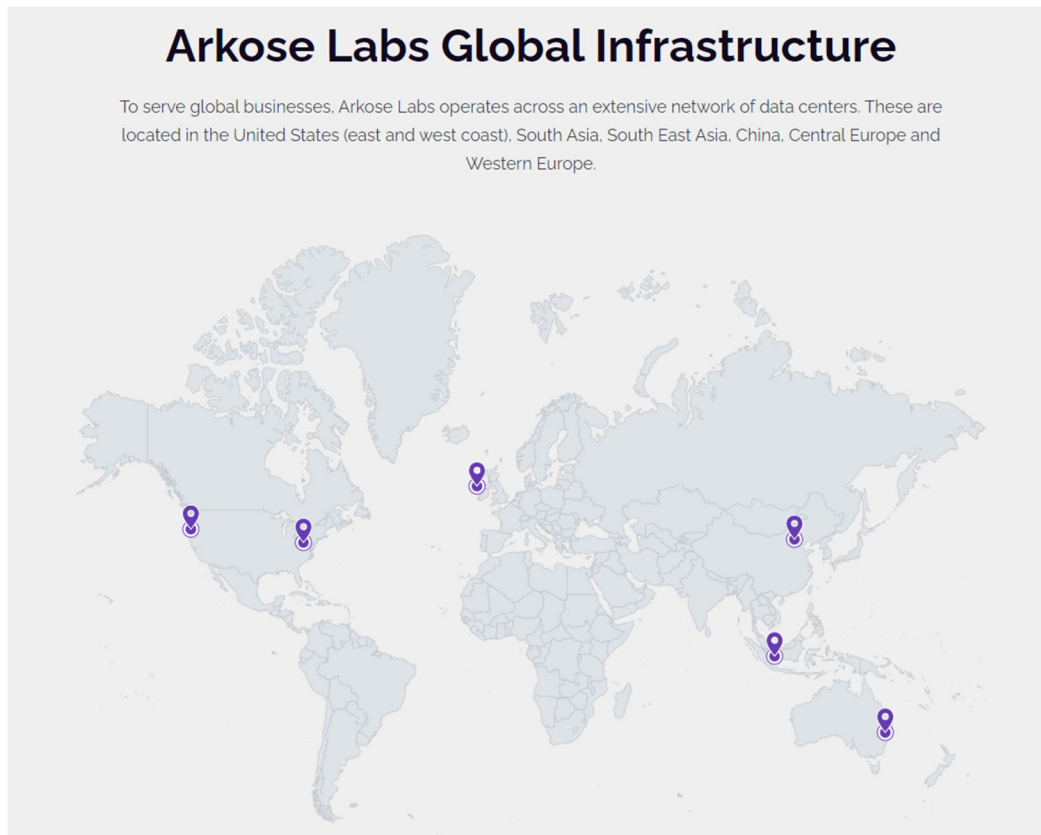 Arkose Labs Global Infrastructure
To serve global businesses, Arkose Labs operates across an extensive network of data centers. These are
located in the United States (east and west coast), South Asia, South East Asia, China, Central Europe and
Western Europe.